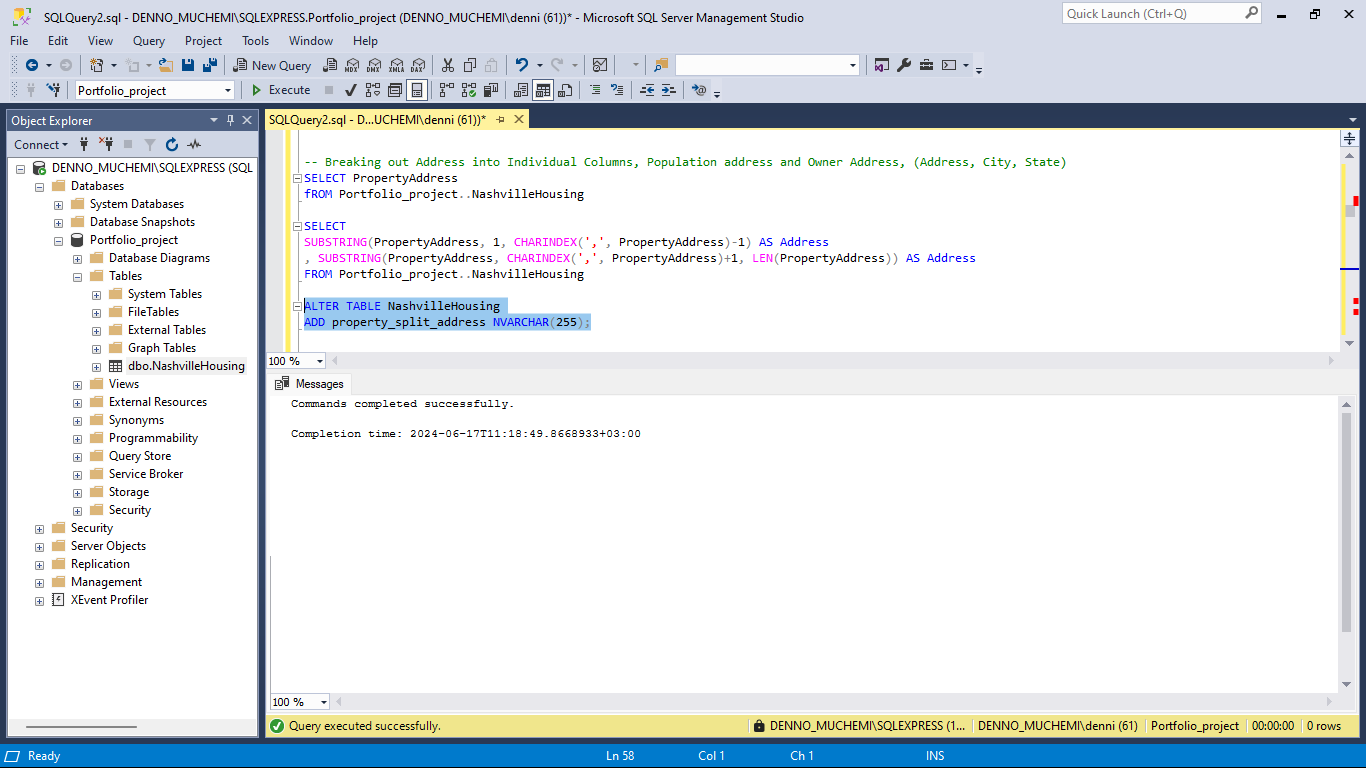 SQLQuery2.sql - DENNO_MUCHEMI\SQLEXPRESS.Portfolio_project (DENNO_MUCHEMI\denni (61))* - Microsoft SQL Server Management Studio
Quick Launch (Ctrl+Q)
File Edit View Query Project Tools Window Help
New Query
MDX DMX XMLA DAX
Portfolio_project
Execute
Object Explorer
Connect
DENNO_MUCHEMI\SQLEXPRESS (SQL
Databases
System Databases
Database Snapshots
Portfolio_project
Database Diagrams
Tables
System Tables
FileTables
External Tables
Graph Tables
dbo.NashvilleHousing
Views
External Resources
Synonyms
Programmability
Query Store
Service Broker
Storage
Security
Security
Server Objects
Replication
Management
XEvent Profiler
SQLQuery2.sql - D...UCHEMI\denni (61))*
-- Breaking out Address into Individual Columns, Population address and Owner Address, (Address, City, State)
SELECT PropertyAddress
fROM Portfolio_project..NashvilleHousing
SELECT
SUBSTRING(PropertyAddress, 1, CHARINDEX(',', PropertyAddress)-1) AS Address
, SUBSTRING(PropertyAddress, CHARINDEX(',', PropertyAddress)+1, LEN(PropertyAddress)) AS Address
FROM Portfolio_project..NashvilleHousing
ALTER TABLE NashvilleHousing
ADD property_split_address NVARCHAR(255);
100 %
Messages
Commands completed successfully.
Completion time: 2024-06-17T11:18:49.8668933+03:00
100 %
Query executed successfully.
DENNO_MUCHEMI\SQLEXPRESS (1... DENNO_MUCHEMI\denni (61) Portfolio_project 00:00:00 0 rows
Ready Ln 58 Col 1 Ch 1 INS